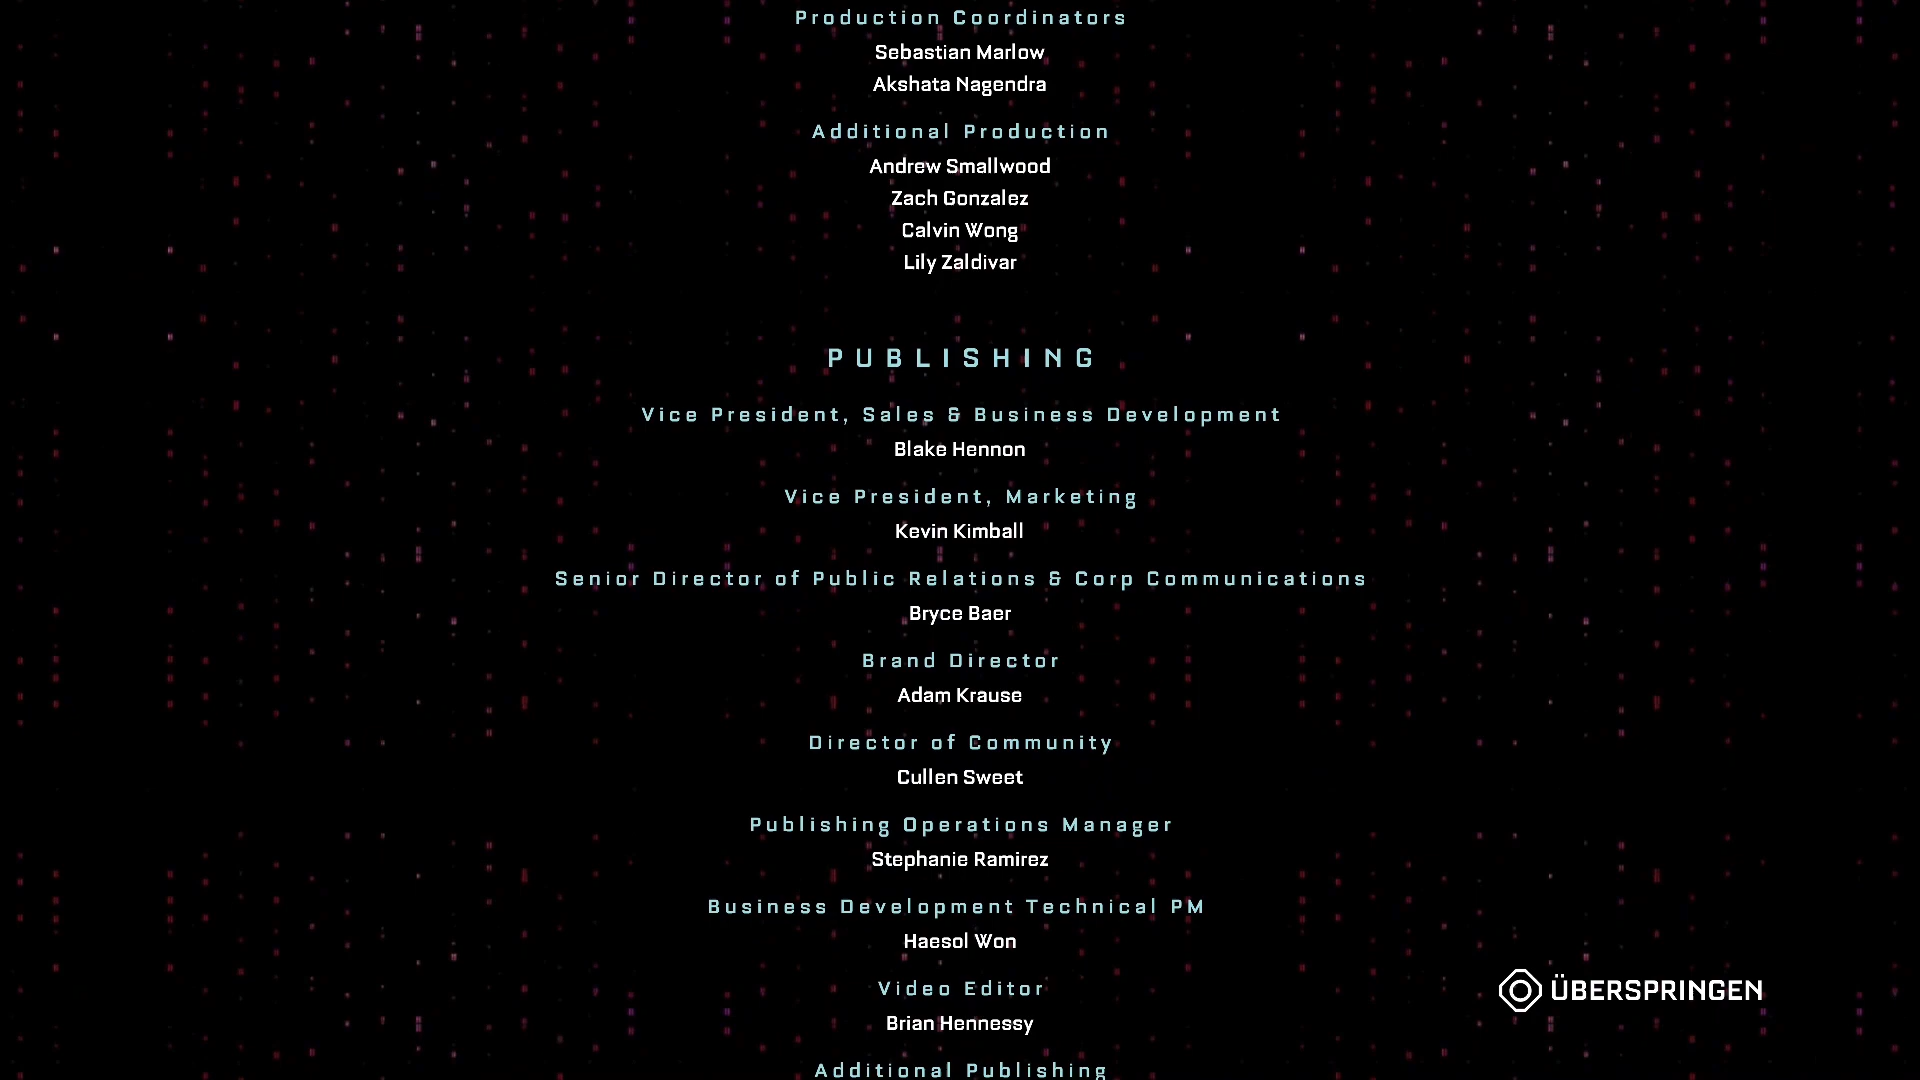 Production Coordinators
Sebastian Marlow
Akshata Nagendra
Additional Production
Andrew Smallwood
Zach Gonzalez
Calvin Wong
Lily Zaldivar
PUBLISHING
Vice President, Sales & Business Development
Blake Hennon
Vice President, Marketing
Kevin Kimball
Senior Director of Public Relations & Corp Communications
Bryce Baer
Brand Director
Adam Krause
Director of Community
Cullen Sweet
Publishing Operations Manager
Stephanie Ramirez
Business Development Technical PM
Haesol Won
Video Editor
Brian Hennessy
ÜBERSPRINGEN
Additional Publishing